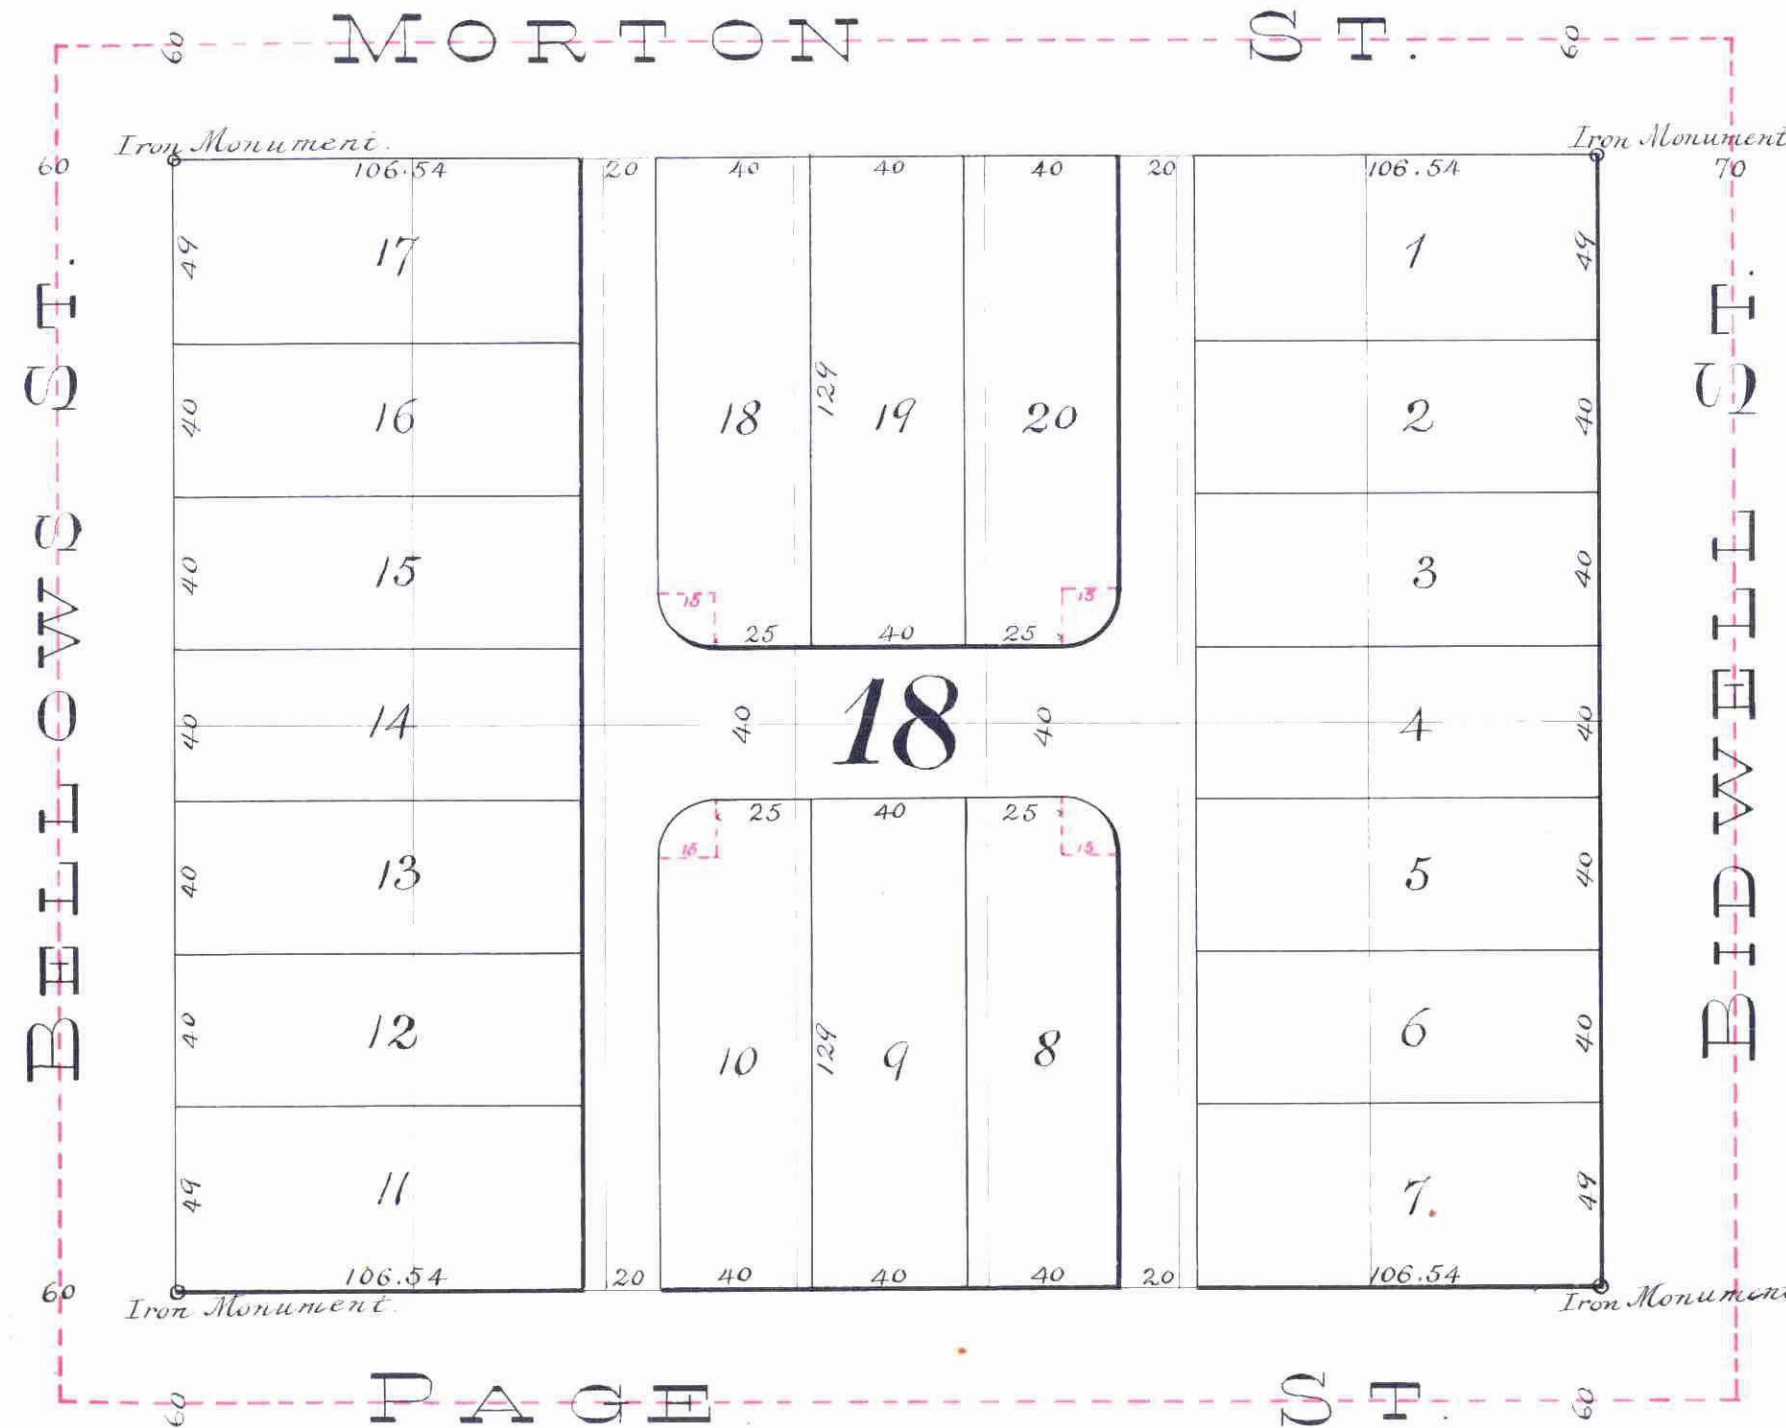 60 MORTON ST. 60
Iron Monument. Iron Monument
60 106.54 20 40 40 40 20 106.54 70
49 17 1 49
BELLOWS ST.
BIDWELL ST.
40 16 18 129 19 20 2 40
40 15 3 40
15 15
25 40 25
40 14 40 18 40 4 40
25 40 25
15 15
40 13 5 40
40 12 10 129 9 8 6 40
49 11 7 49
60 106.54 20 40 40 40 20 106.54
Iron Monument. Iron Monument
60 PAGE ST. 60